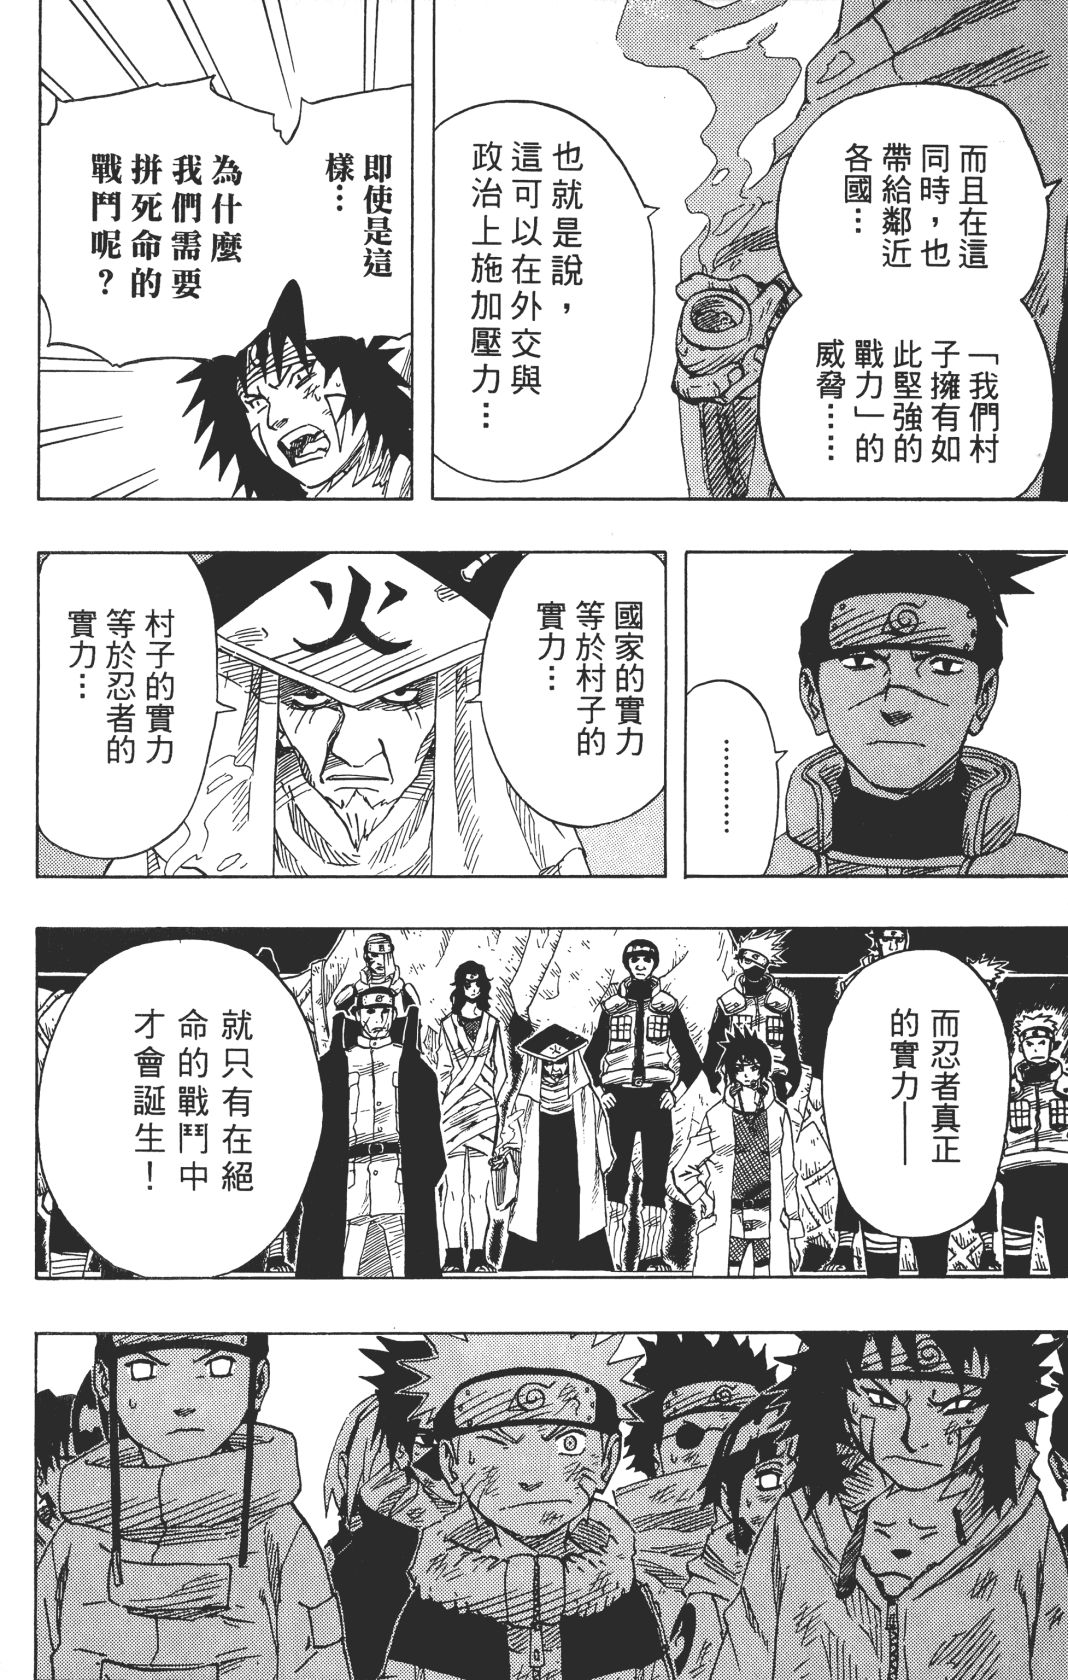 而且在這
同時，也
帶給鄰近
各國…
「我們村
子擁有如
此堅強的
戰力」的
威脅……
也就是說，
這可以在外交與
政治上施加壓力…
即使是這
樣…
為什麼
我們需要
拼死命的
戰鬥呢？
………
國家的實力
等於村子的
實力…
火
村子的實力
等於忍者的
實力…
而忍者真正
的實力——
火
就只有在絕
命的戰鬥中
才會誕生！